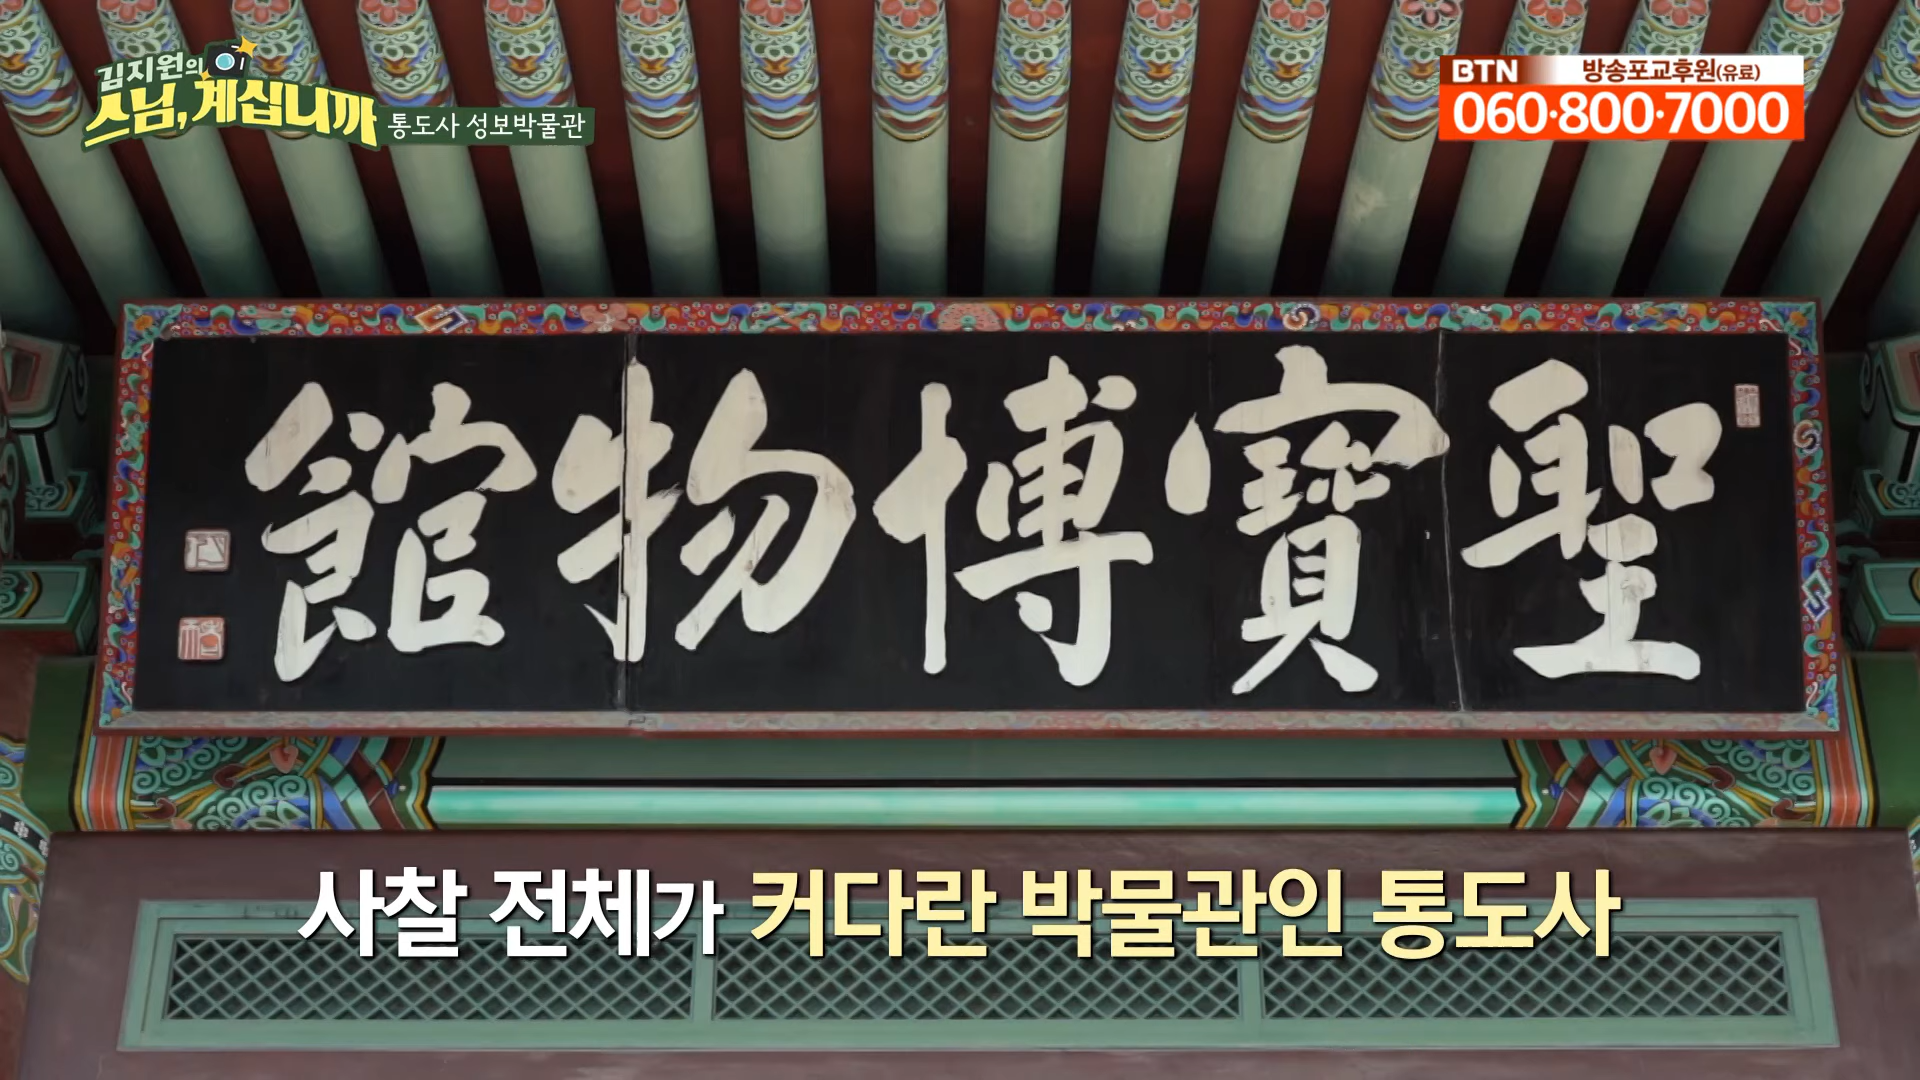 김지원의
스님, 계십니까
통도사 성보박물관
BTN 방송포교후원(유료)
060·800·7000
館物博寶聖
사찰 전체가 커다란 박물관인 통도사